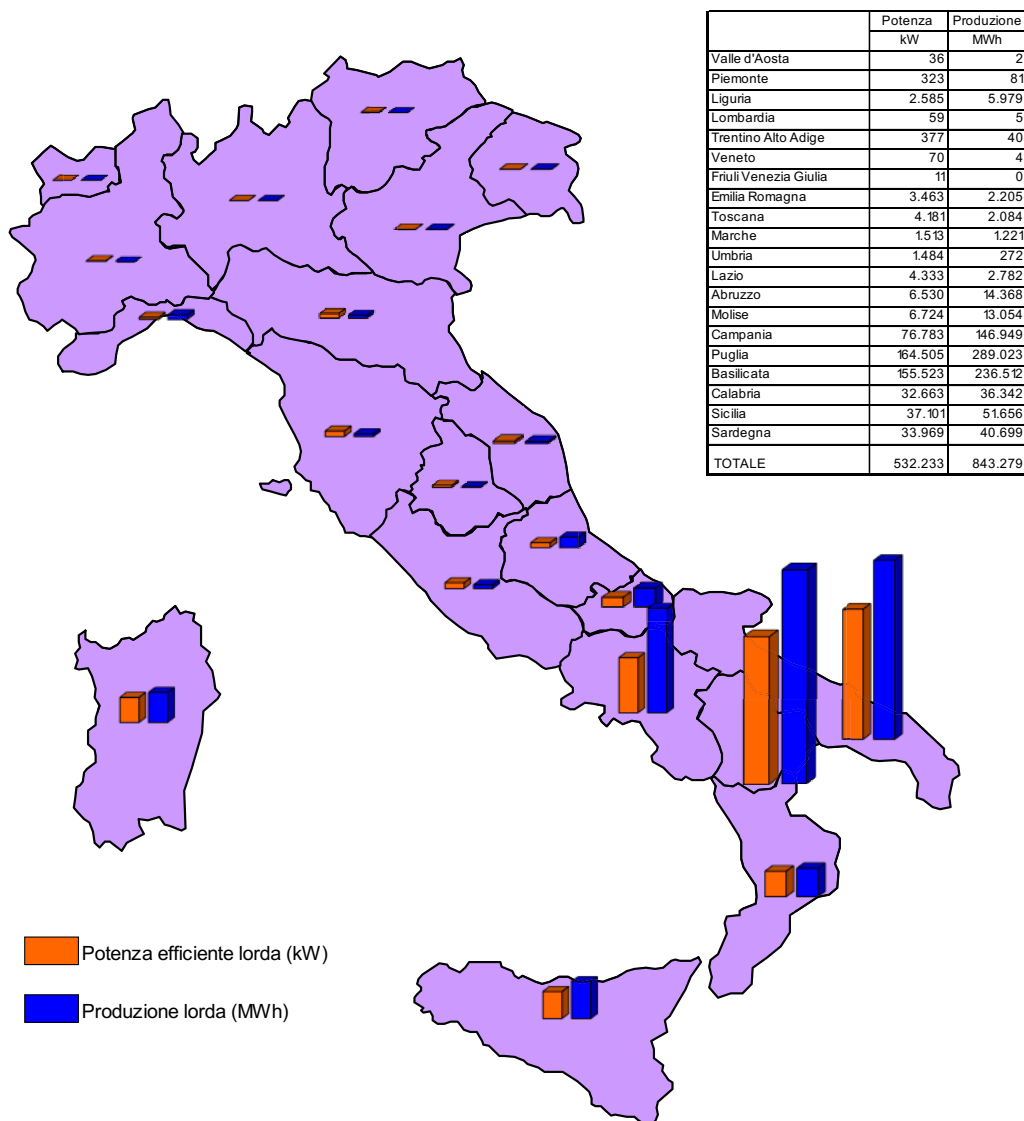 Potenza Produzione
kW MWh
Valle d'Aosta 36 2
Piemonte 323 81
Liguria 2.585 5.979
Lombardia 59 5
Trentino Alto Adige 377 40
Veneto 70 4
Friuli Venezia Giulia 11 0
Emilia Romagna 3.463 2.205
Toscana 4.181 2.084
Marche 1.513 1.221
Umbria 1.484 272
Lazio 4.333 2.782
Abruzzo 6.530 14.368
Molise 6.724 13.054
Campania 76.783 146.949
Puglia 164.505 289.023
Basilicata 155.523 236.512
Calabria 32.663 36.342
Sicilia 37.101 51.656
Sardegna 33.969 40.699
TOTALE 532.233 843.279
Potenza efficiente lorda (kW)
Produzione lorda (MWh)